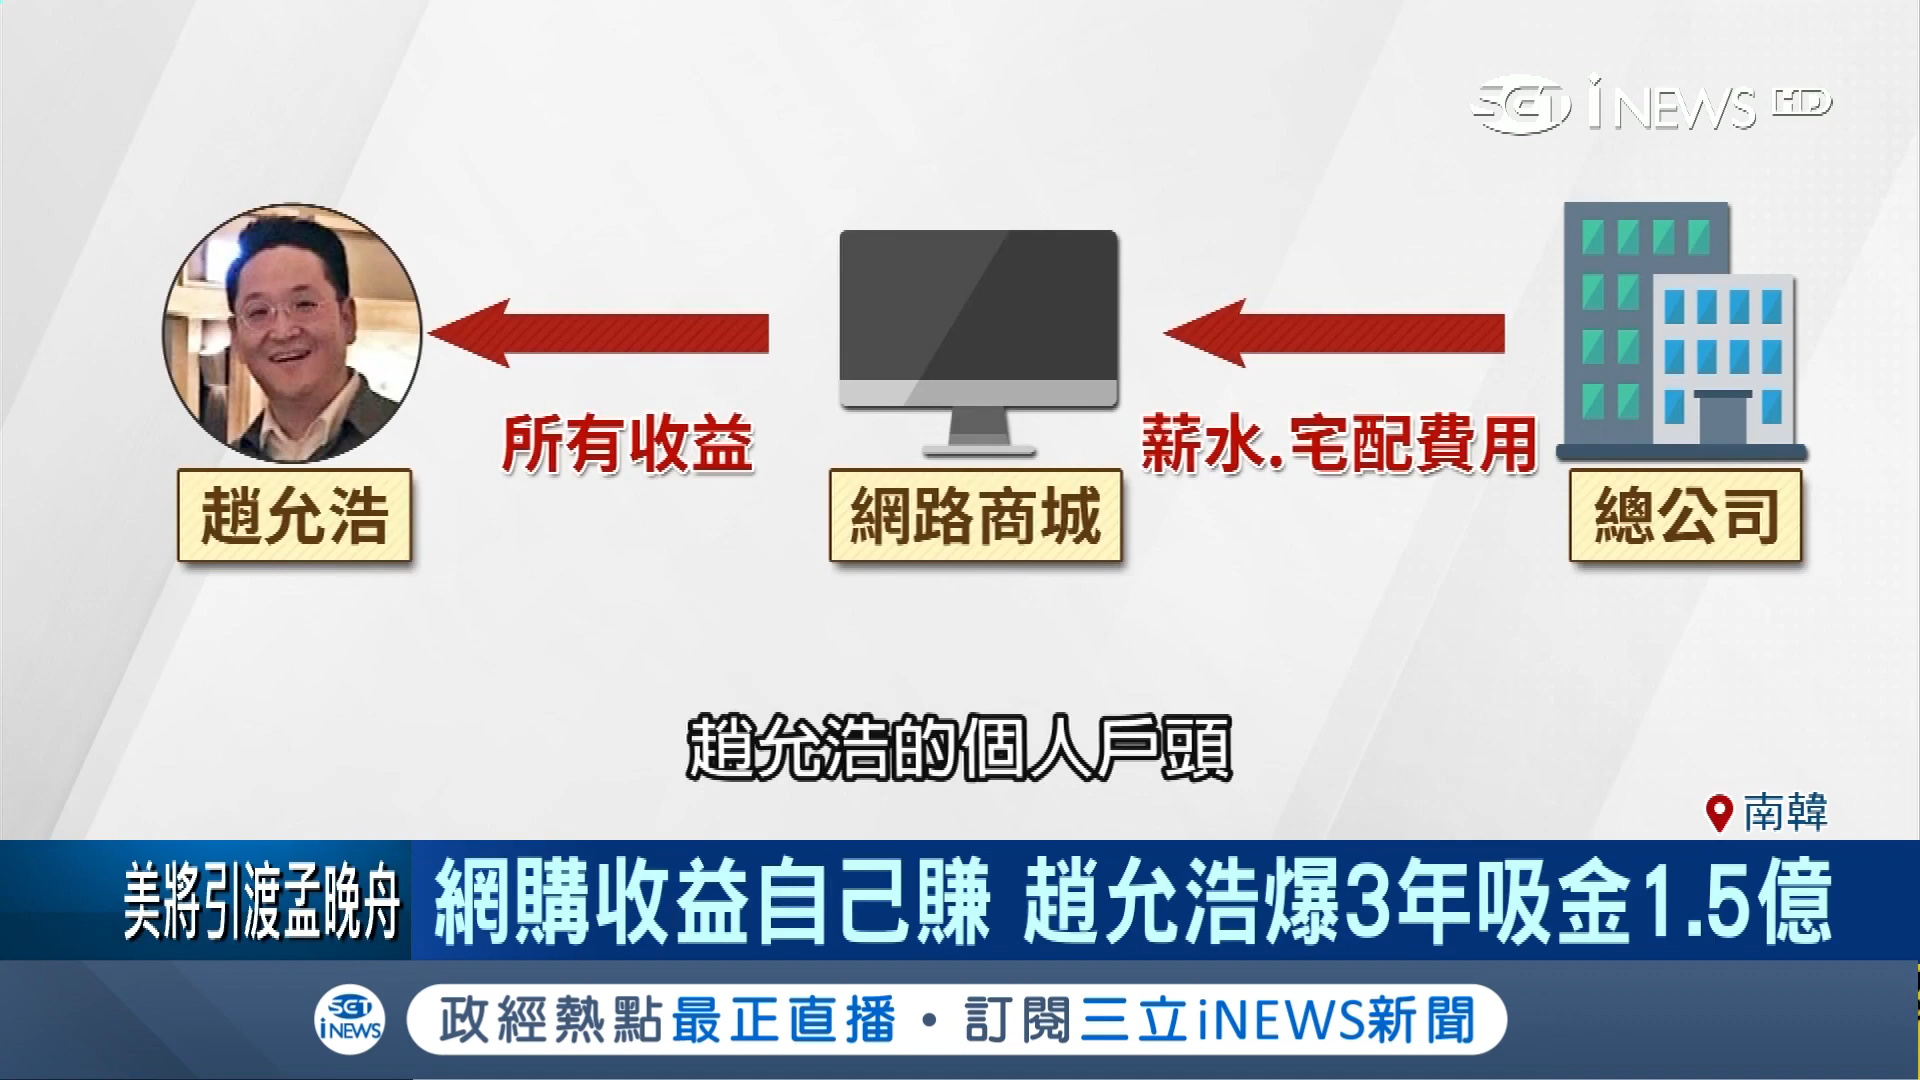 SET iNEWS HD
所有收益
薪水.宅配費用
趙允浩
網路商城
總公司
趙允浩的個人戶頭
南韓
美將引渡孟晚舟
網購收益自己賺 趙允浩爆3年吸金1.5億
SET iNEWS
政經熱點最正直播・訂閱三立iNEWS新聞